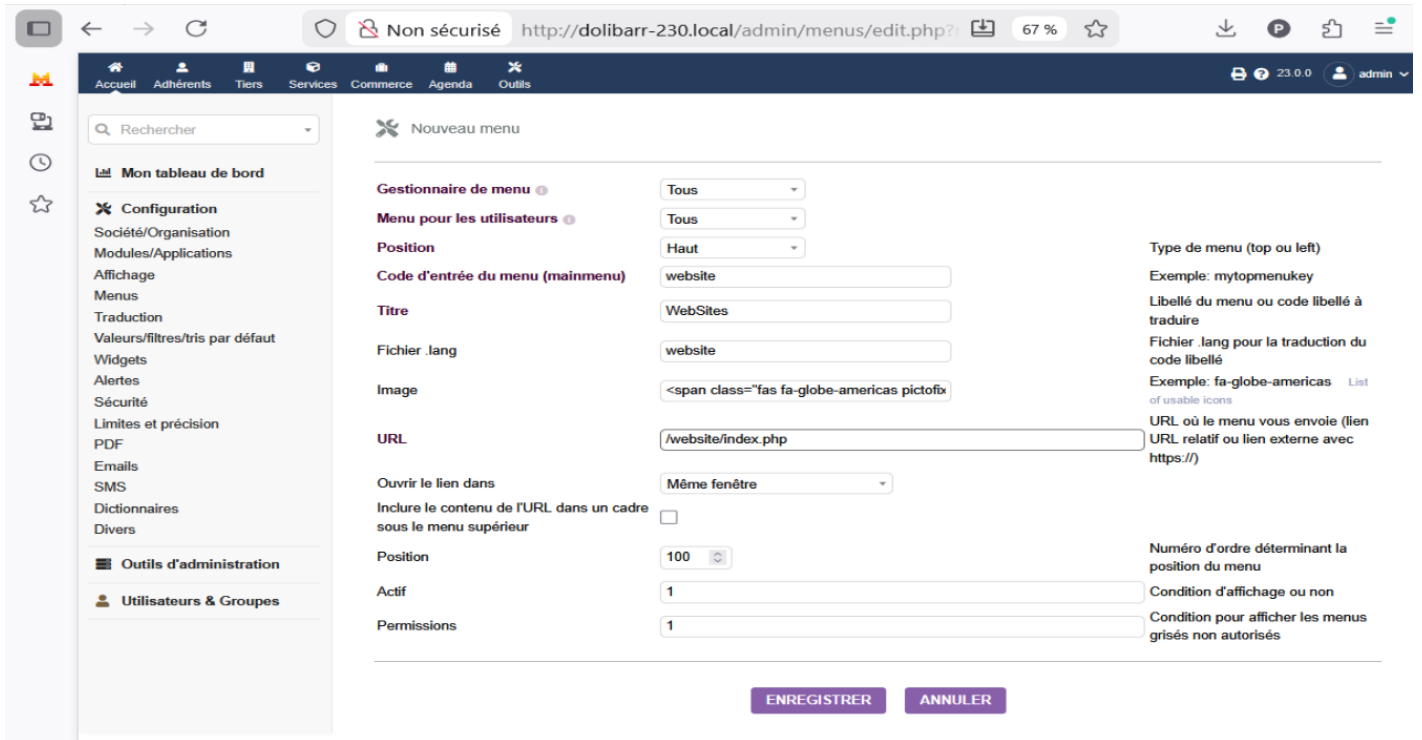 Non sécurisé http://dolibarr-230.local/admin/menus/edit.php? 67 %
P
Accueil Adhérents Tiers Services Commerce Agenda Outils
23.0.0 admin
Rechercher
Mon tableau de bord
Configuration
Société/Organisation
Modules/Applications
Affichage
Menus
Traduction
Valeurs/filtres/tris par défaut
Widgets
Alertes
Sécurité
Limites et précision
PDF
Emails
SMS
Dictionnaires
Divers
Outils d'administration
Utilisateurs & Groupes
Nouveau menu
Gestionnaire de menu Tous
Menu pour les utilisateurs Tous
Position Haut Type de menu (top ou left)
Code d'entrée du menu (mainmenu) website Exemple: mytopmenukey
Titre WebSites Libellé du menu ou code libellé à
traduire
Fichier .lang website Fichier .lang pour la traduction du
code libellé
Image <span class="fas fa-globe-americas pictofix Exemple: fa-globe-americas List
of usable icons
URL /website/index.php URL où le menu vous envoie (lien
URL relatif ou lien externe avec
https://)
Ouvrir le lien dans Même fenêtre
Inclure le contenu de l'URL dans un cadre
sous le menu supérieur
Position 100 Numéro d'ordre déterminant la
position du menu
Actif 1 Condition d'affichage ou non
Permissions 1 Condition pour afficher les menus
grisés non autorisés
ENREGISTRER ANNULER